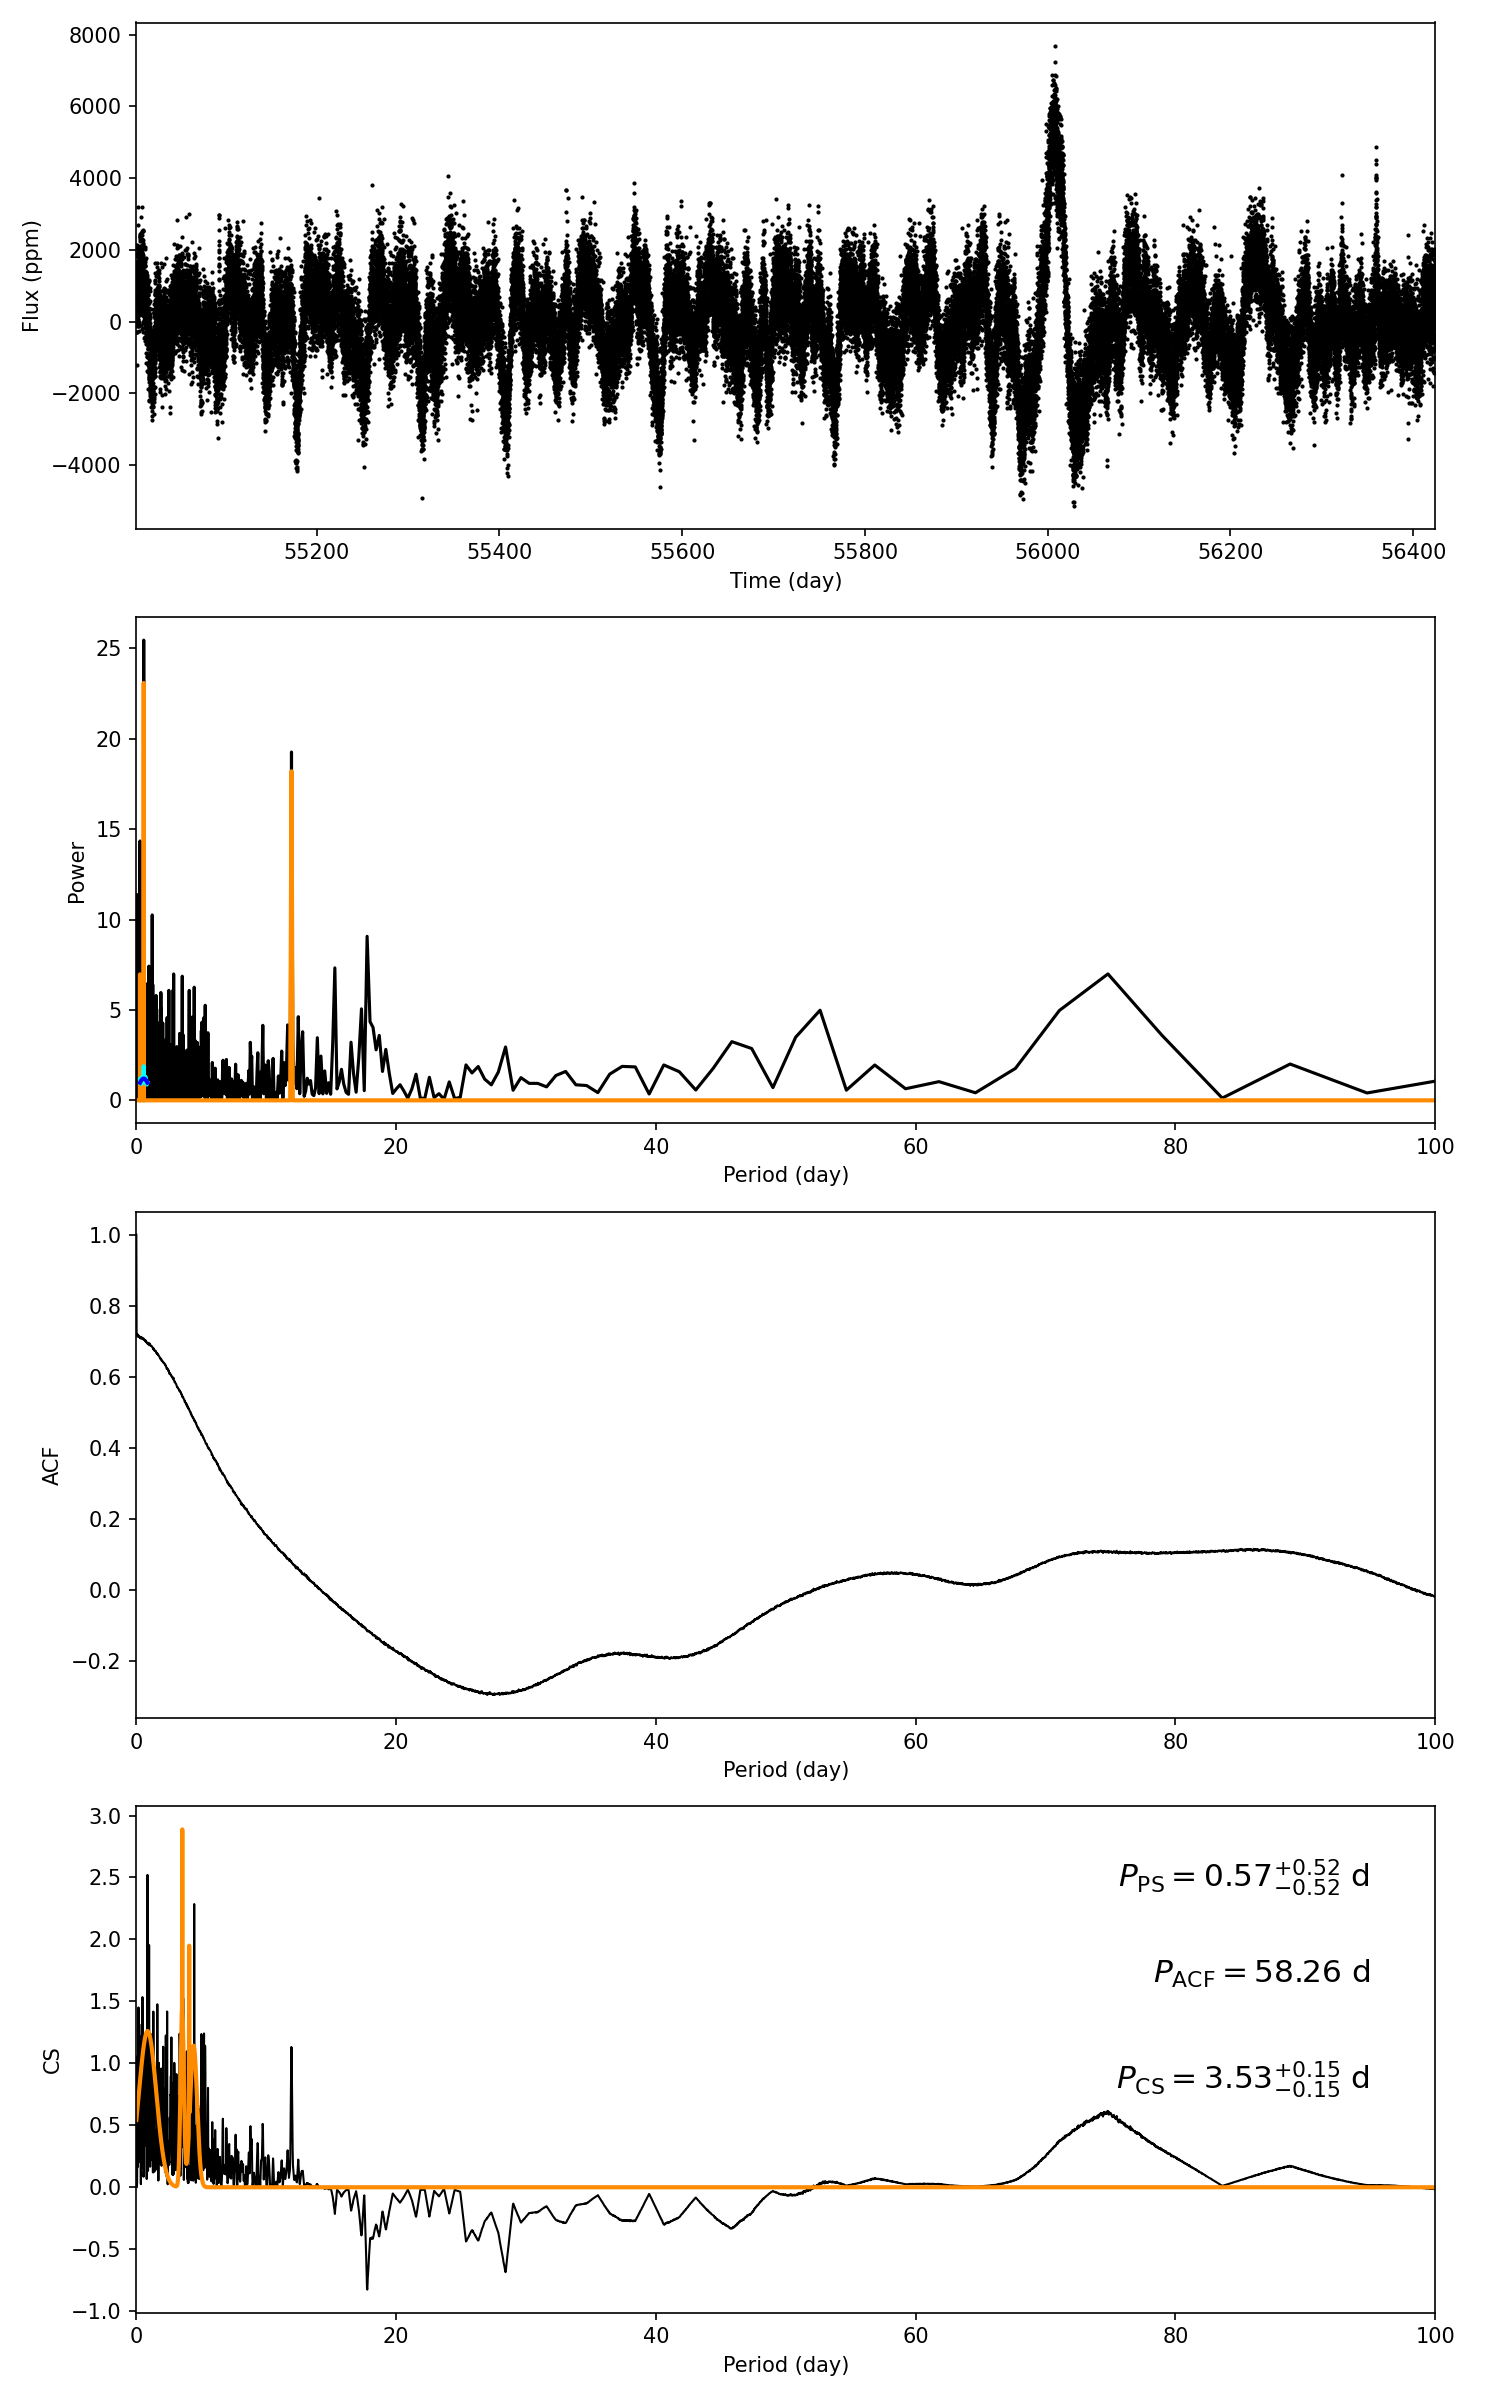 8000
6000
4000
2000
0
−2000
−4000
Flux (ppm)
55200 55400 55600 55800 56000 56200 56400
Time (day)
25
20
15
10
5
0
Power
0 20 40 60 80 100
Period (day)
1.0
0.8
0.6
0.4
0.2
0.0
−0.2
ACF
0 20 40 60 80 100
Period (day)
3.0
2.5
2.0
1.5
1.0
0.5
0.0
−0.5
−1.0
CS
P_PS = 0.57^{+0.52}_{−0.52} d
P_ACF = 58.26 d
P_CS = 3.53^{+0.15}_{−0.15} d
0 20 40 60 80 100
Period (day)